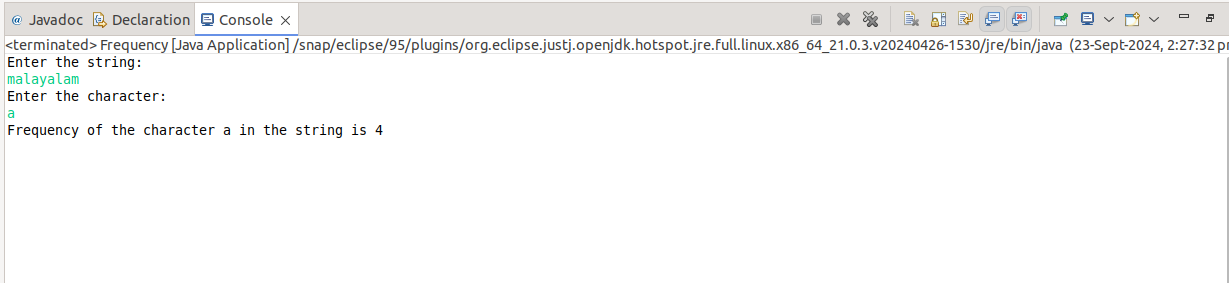 Javadoc Declaration Console
<terminated> Frequency [Java Application] /snap/eclipse/95/plugins/org.eclipse.justj.openjdk.hotspot.jre.full.linux.x86_64_21.0.3.v20240426-1530/jre/bin/java (23-Sept-2024, 2:27:32 pr
Enter the string:
malayalam
Enter the character:
a
Frequency of the character a in the string is 4